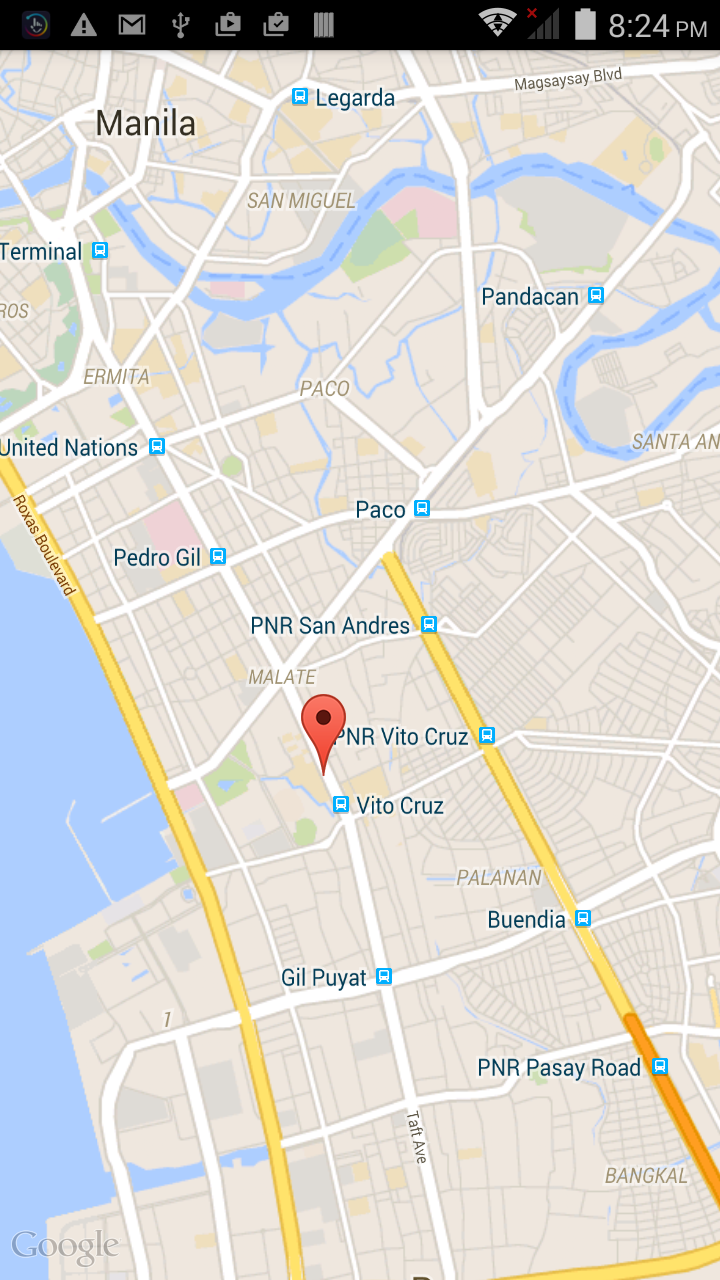 8:24 PM
Magsaysay Blvd
Legarda
Manila
SAN MIGUEL
Terminal
Pandacan
ROS
ERMITA
PACO
United Nations
SANTA AN
Roxas Boulevard
Paco
Pedro Gil
PNR San Andres
MALATE
PNR Vito Cruz
Vito Cruz
PALANAN
Buendia
Gil Puyat
1
PNR Pasay Road
Taft Ave
BANGKAL
Google